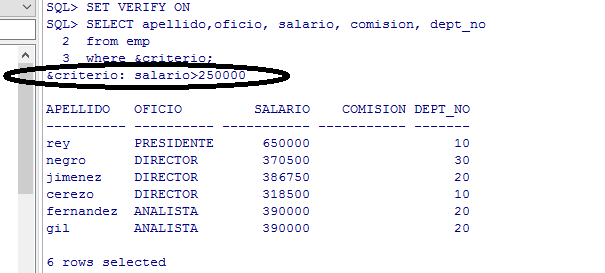 SQL> SET VERIFY ON
SQL> SELECT apellido,oficio, salario, comision, dept_no
2 from emp
3 where &criterio;
&criterio: salario>250000
APELLIDO OFICIO SALARIO COMISION DEPT_NO
---------- ---------- ----------- ----------- -------
rey PRESIDENTE 650000 10
negro DIRECTOR 370500 30
jimenez DIRECTOR 386750 20
cerezo DIRECTOR 318500 10
fernandez ANALISTA 390000 20
gil ANALISTA 390000 20
6 rows selected